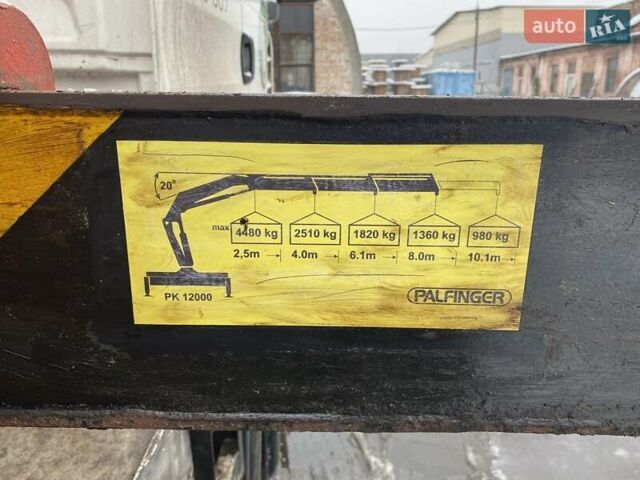 auto RIA
20°
max 4480 kg 2510 kg 1820 kg 1360 kg 980 kg
2,5m 4.0m 6.1m 8.0m 10.1m
PK 12000
PALFINGER